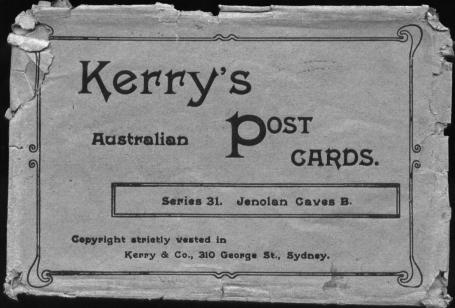 Kerry's
Australian Post
Cards.
Series 31. Jenolan Caves B.
Copyright strictly vested in
Kerry & Co., 310 George St., Sydney.